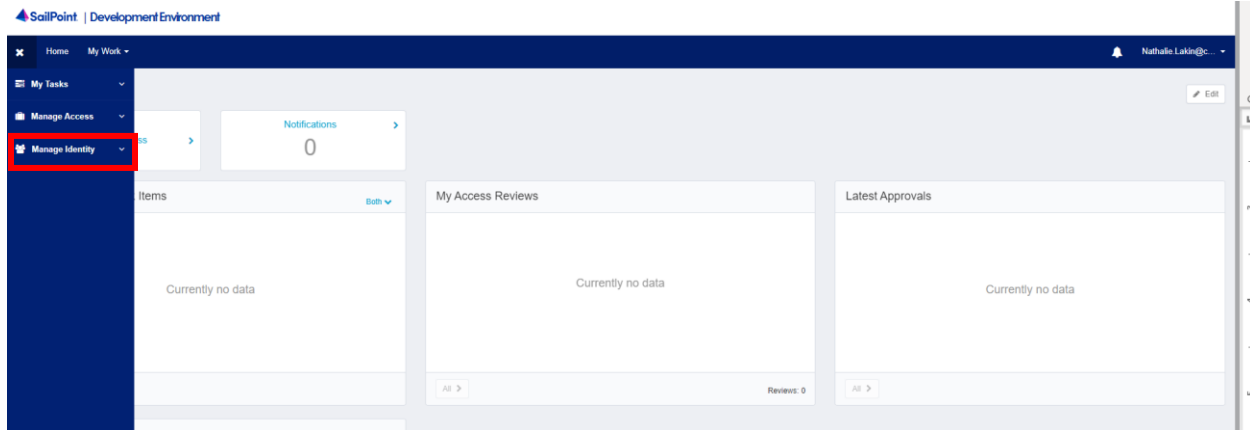 SailPoint | Development Environment
Home My Work
Nathalie.Lakin@c...
My Tasks
Edit
Manage Access
Notifications
ss
0
Manage Identity
Items
Both
My Access Reviews
Latest Approvals
Currently no data
Currently no data
Currently no data
All
Reviews: 0
All